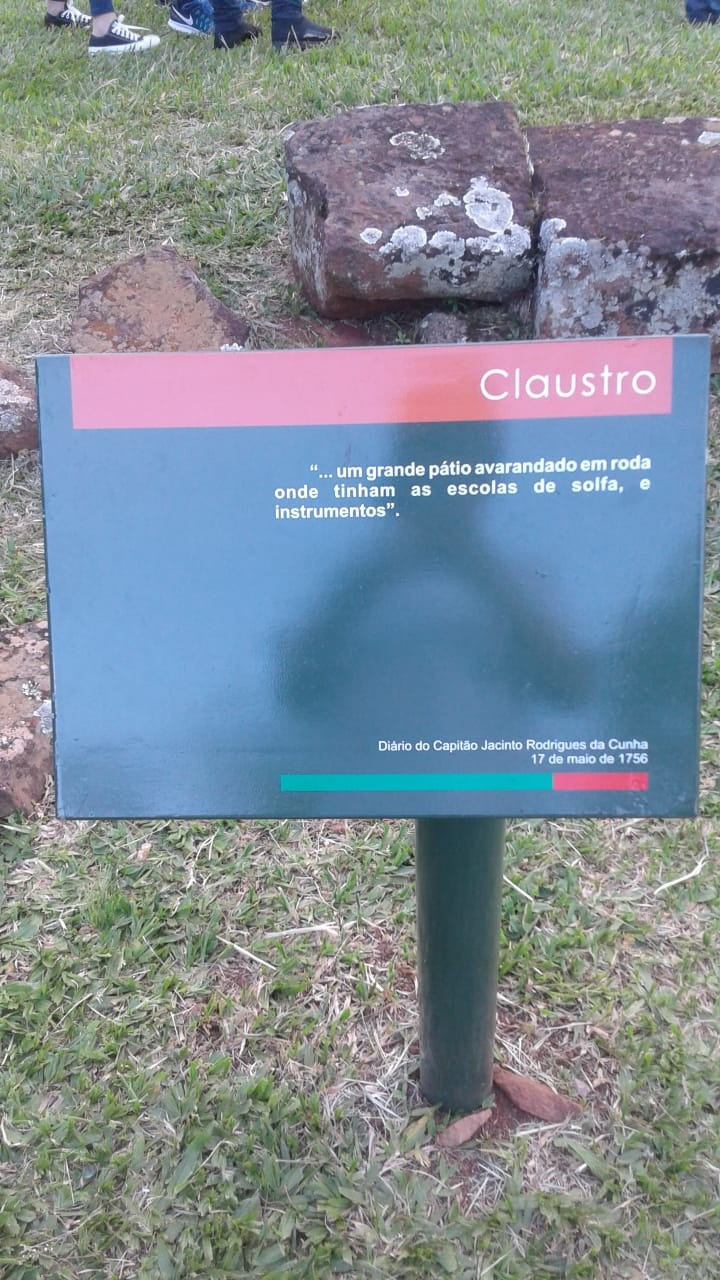 Claustro
“... um grande pátio avarandado em roda
onde tinham as escolas de solfa, e
instrumentos”.
Diário do Capitão Jacinto Rodrigues da Cunha
17 de maio de 1756